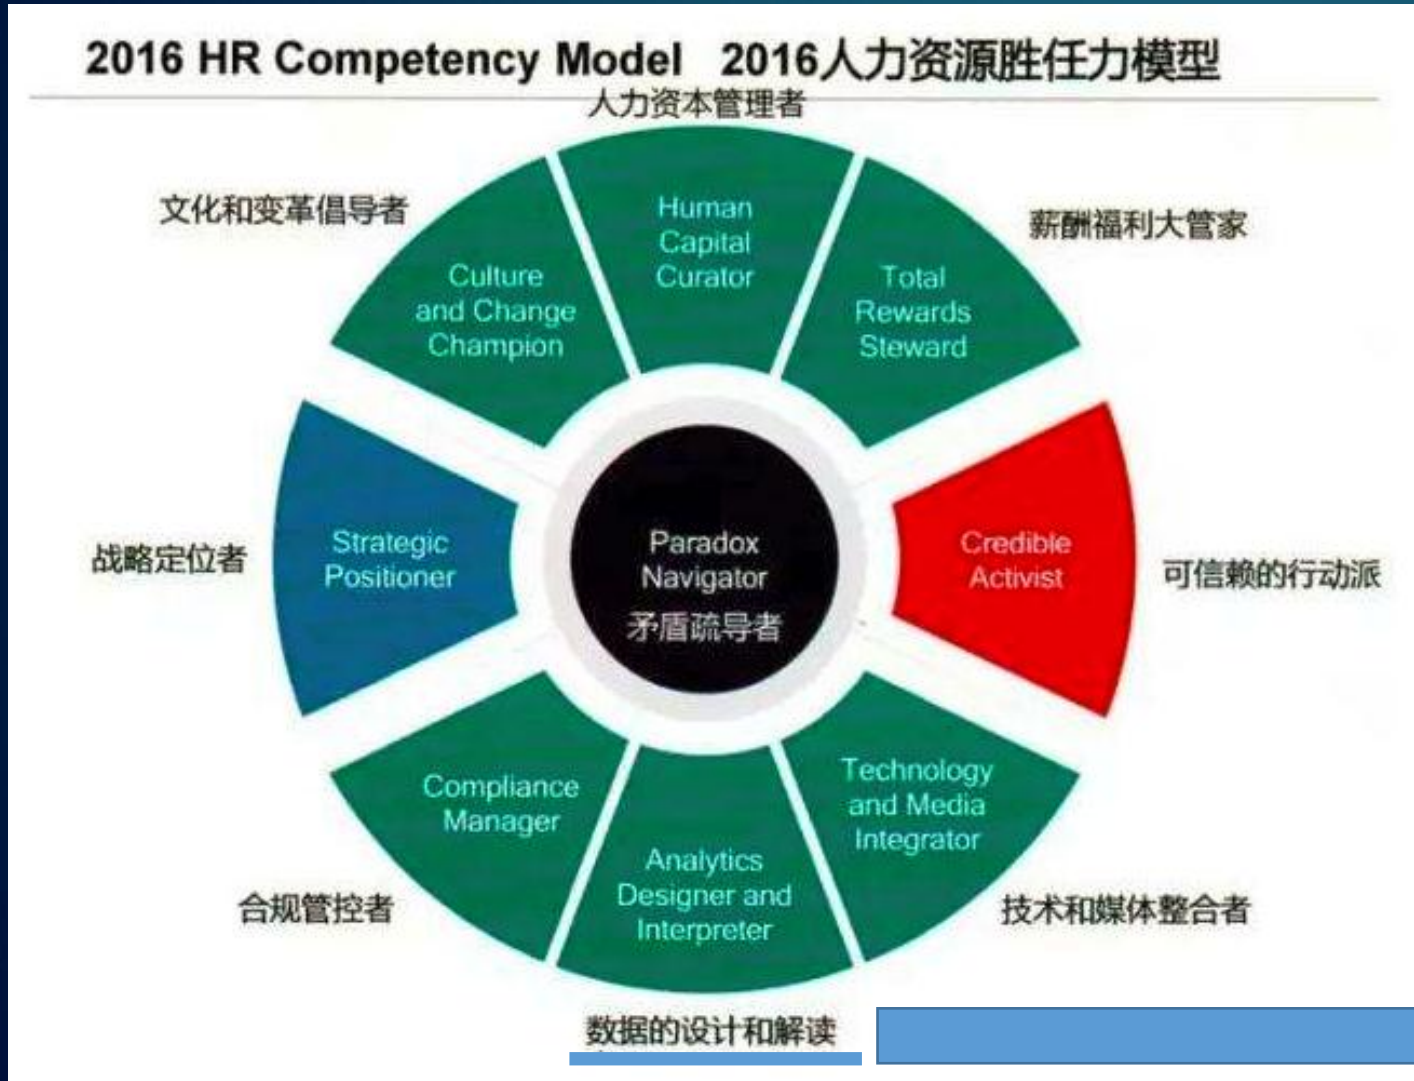 2016 HR Competency Model 2016人力资源胜任力模型
人力资本管理者
文化和变革倡导者
薪酬福利大管家
Human
Capital
Curator
Culture
and Change
Champion
Total
Rewards
Steward
战略定位者
Strategic
Positioner
Paradox
Navigator
矛盾疏导者
Credible
Activist
可信赖的行动派
Compliance
Manager
Analytics
Designer and
Interpreter
Technology
and Media
Integrator
合规管控者
技术和媒体整合者
数据的设计和解读